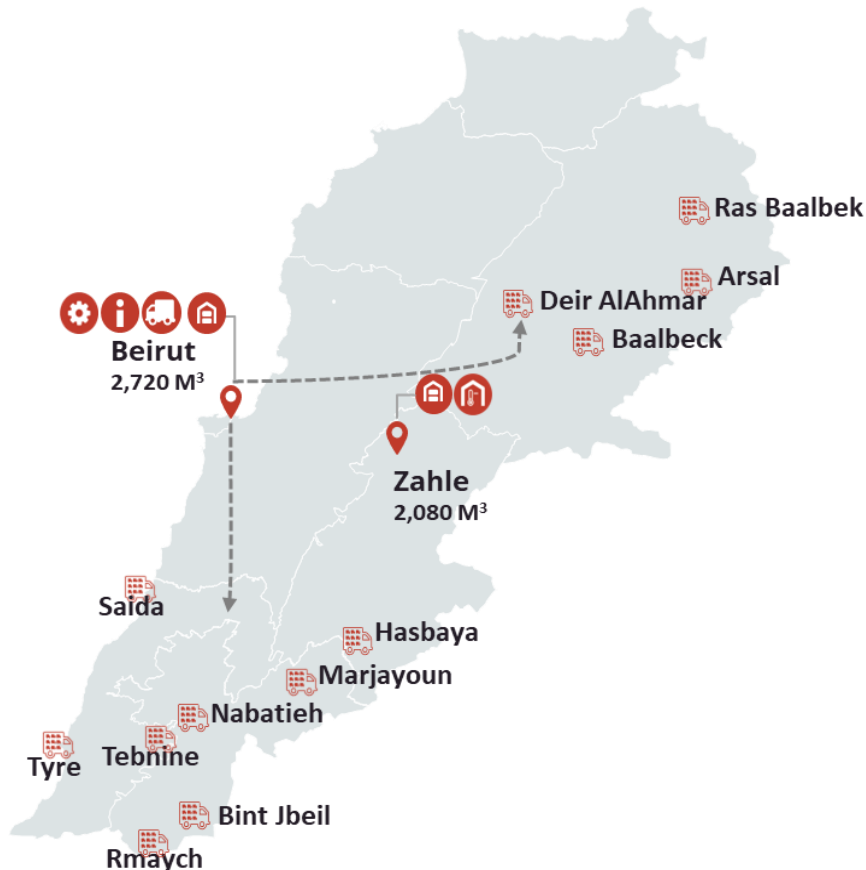 Ras Baalbek
Arsal
Deir AlAhmar
Baalbeck
Beirut
2,720 M³
Zahle
2,080 M³
Saida
Hasbaya
Marjayoun
Nabatieh
Tebnine
Tyre
Bint Jbeil
Rmaych